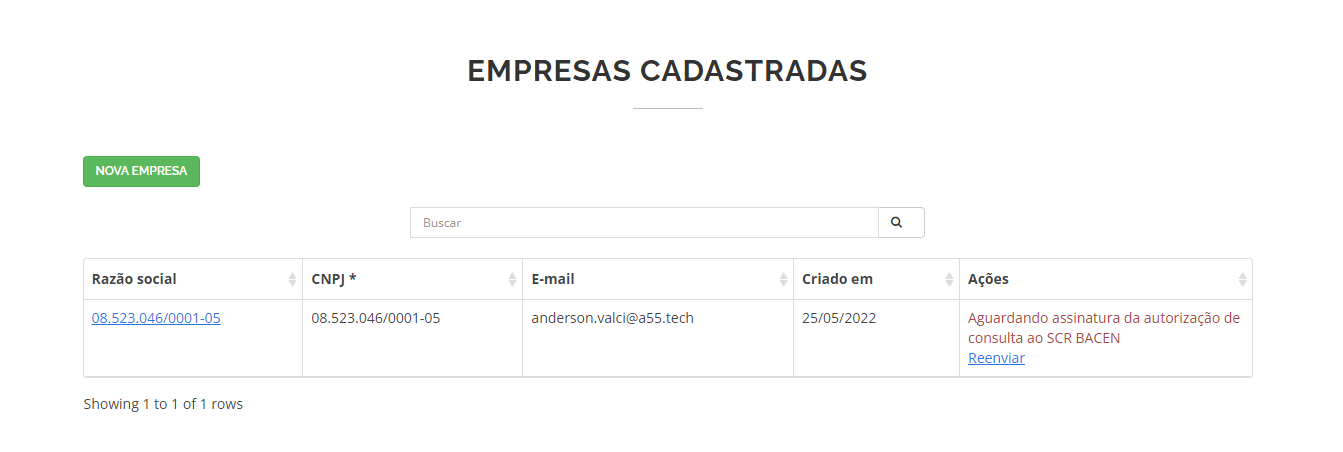 EMPRESAS CADASTRADAS
NOVA EMPRESA
Buscar
Razão social CNPJ * E-mail Criado em Ações
08.523.046/0001-05 08.523.046/0001-05 anderson.valci@a55.tech 25/05/2022 Aguardando assinatura da autorização de
consulta ao SCR BACEN
Reenviar
Showing 1 to 1 of 1 rows